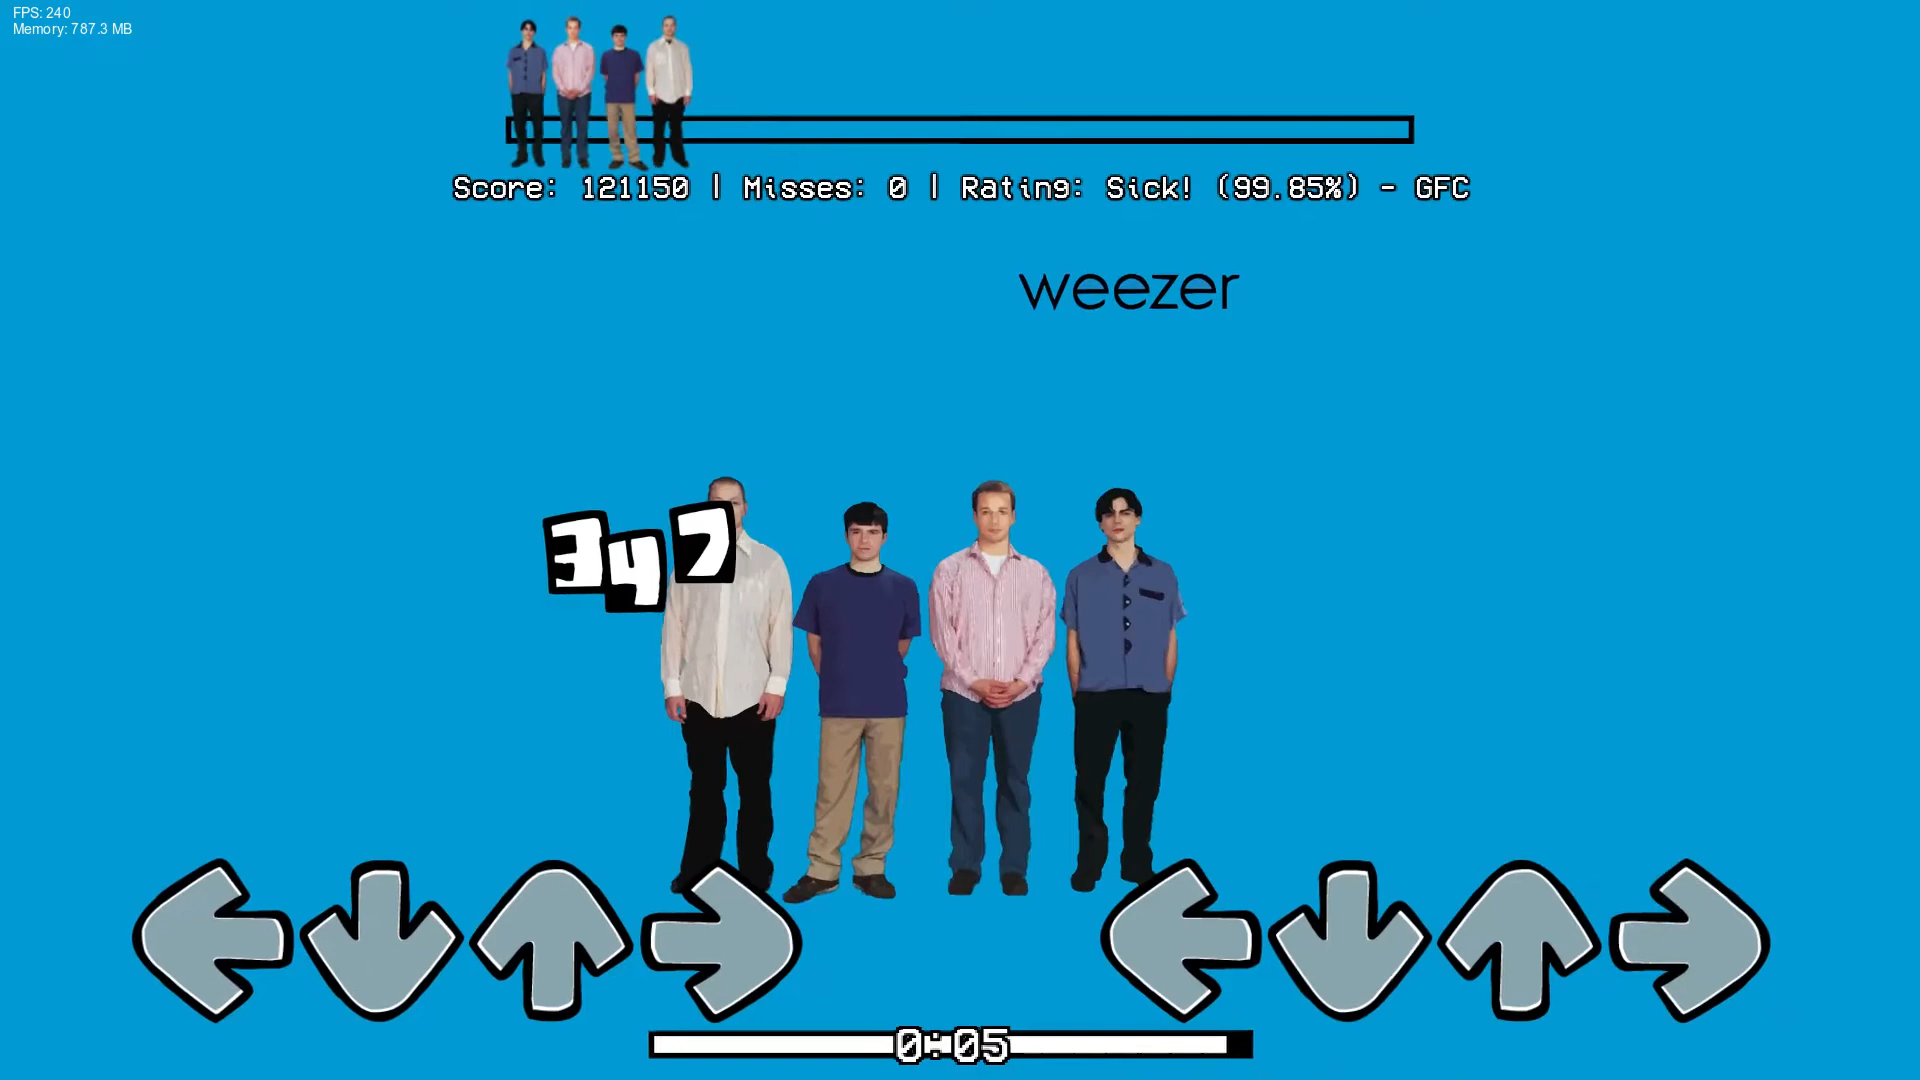 FPS: 240
Memory: 787.3 MB
Score: 121150 | Misses: 0 | Rating: Sick! (99.85%) - GFC
weezer
347
0:05